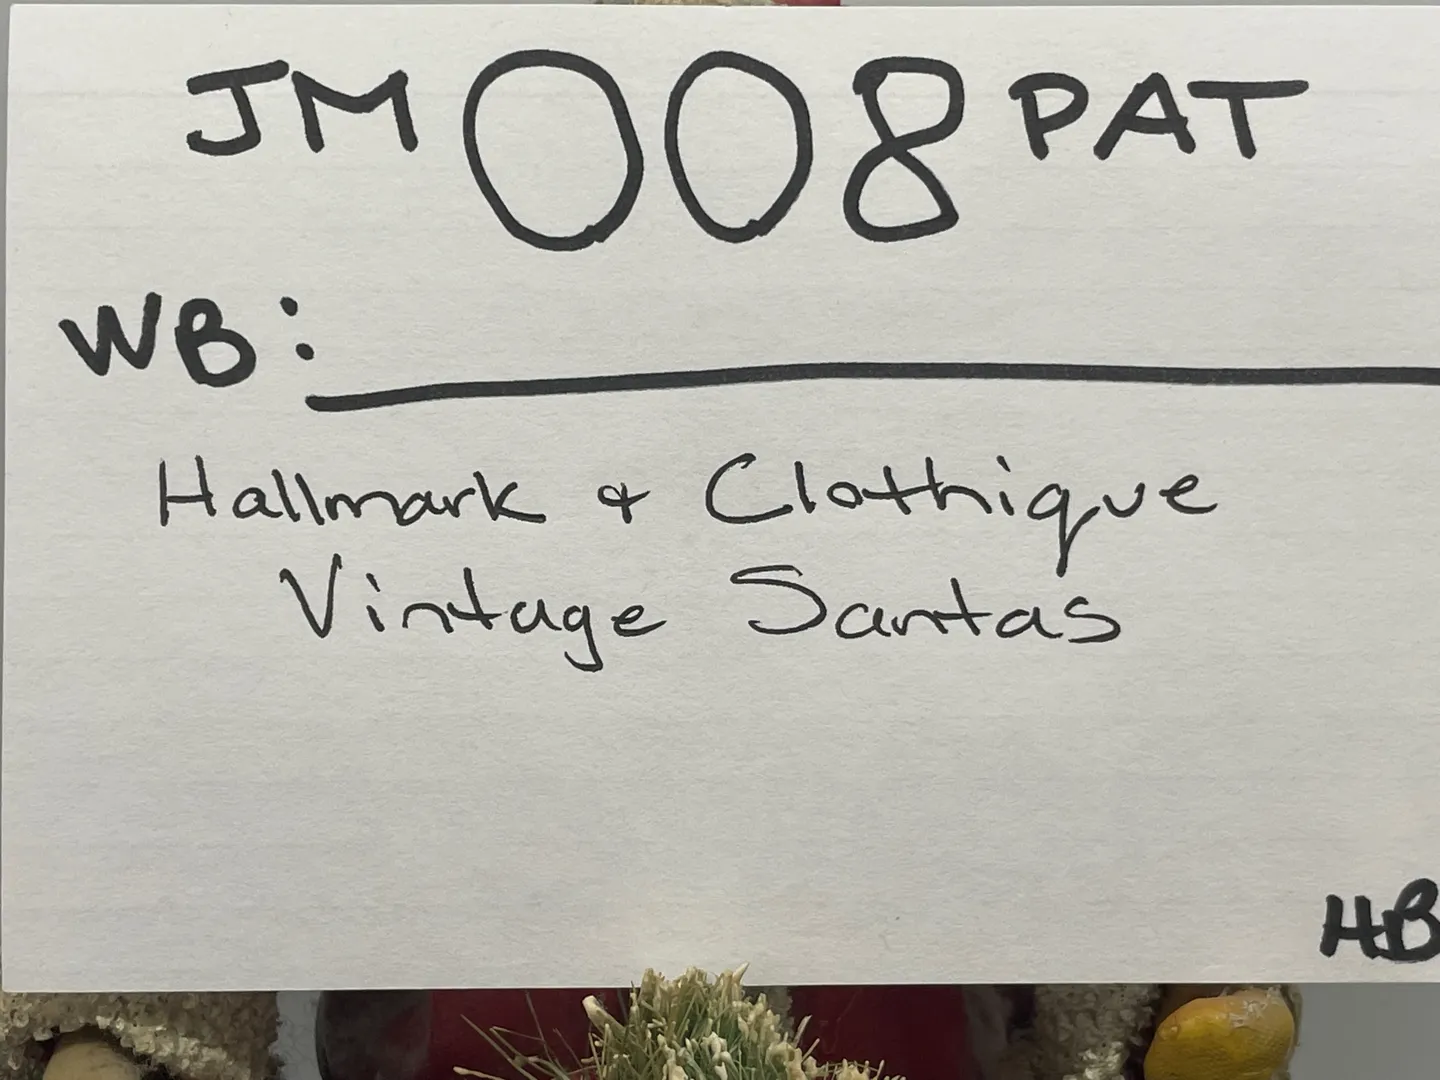 JM 008 PAT
WB:
Hallmark & Clothique
Vintage Santas
HB